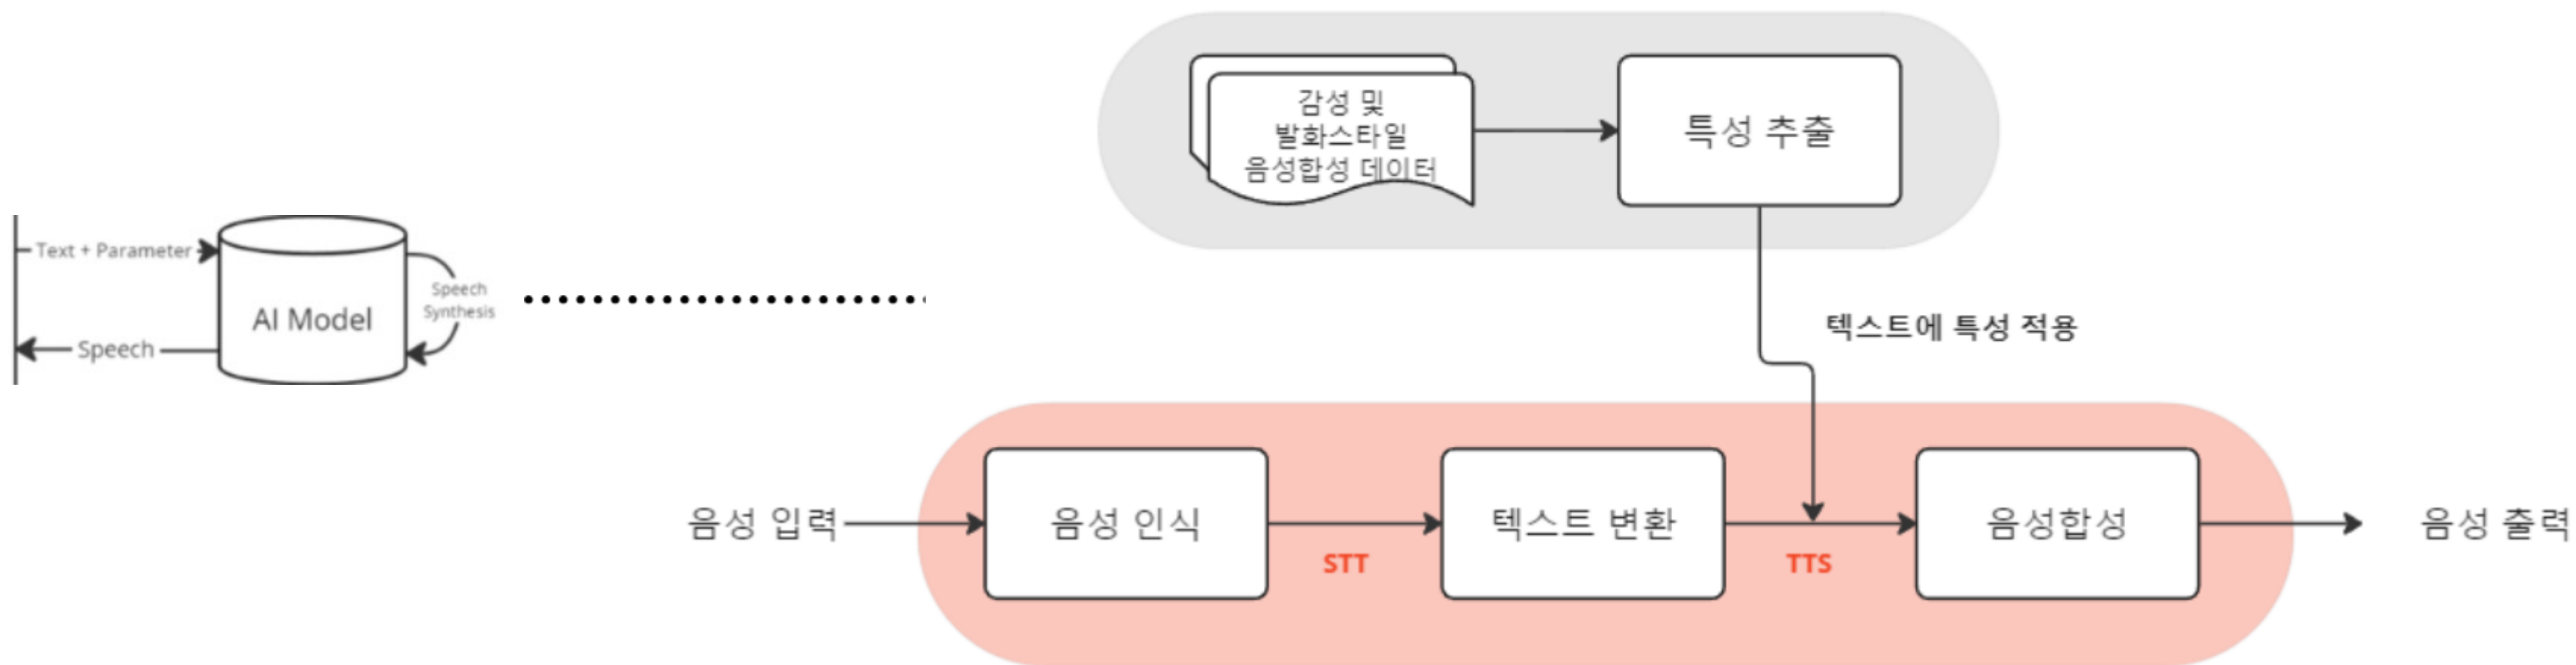 Text + Parameter
AI Model
Speech
Synthesis
Speech
감성 및
발화스타일
음성합성 데이터
특성 추출
텍스트에 특성 적용
음성 입력
음성 인식
STT
텍스트 변환
TTS
음성합성
음성 출력